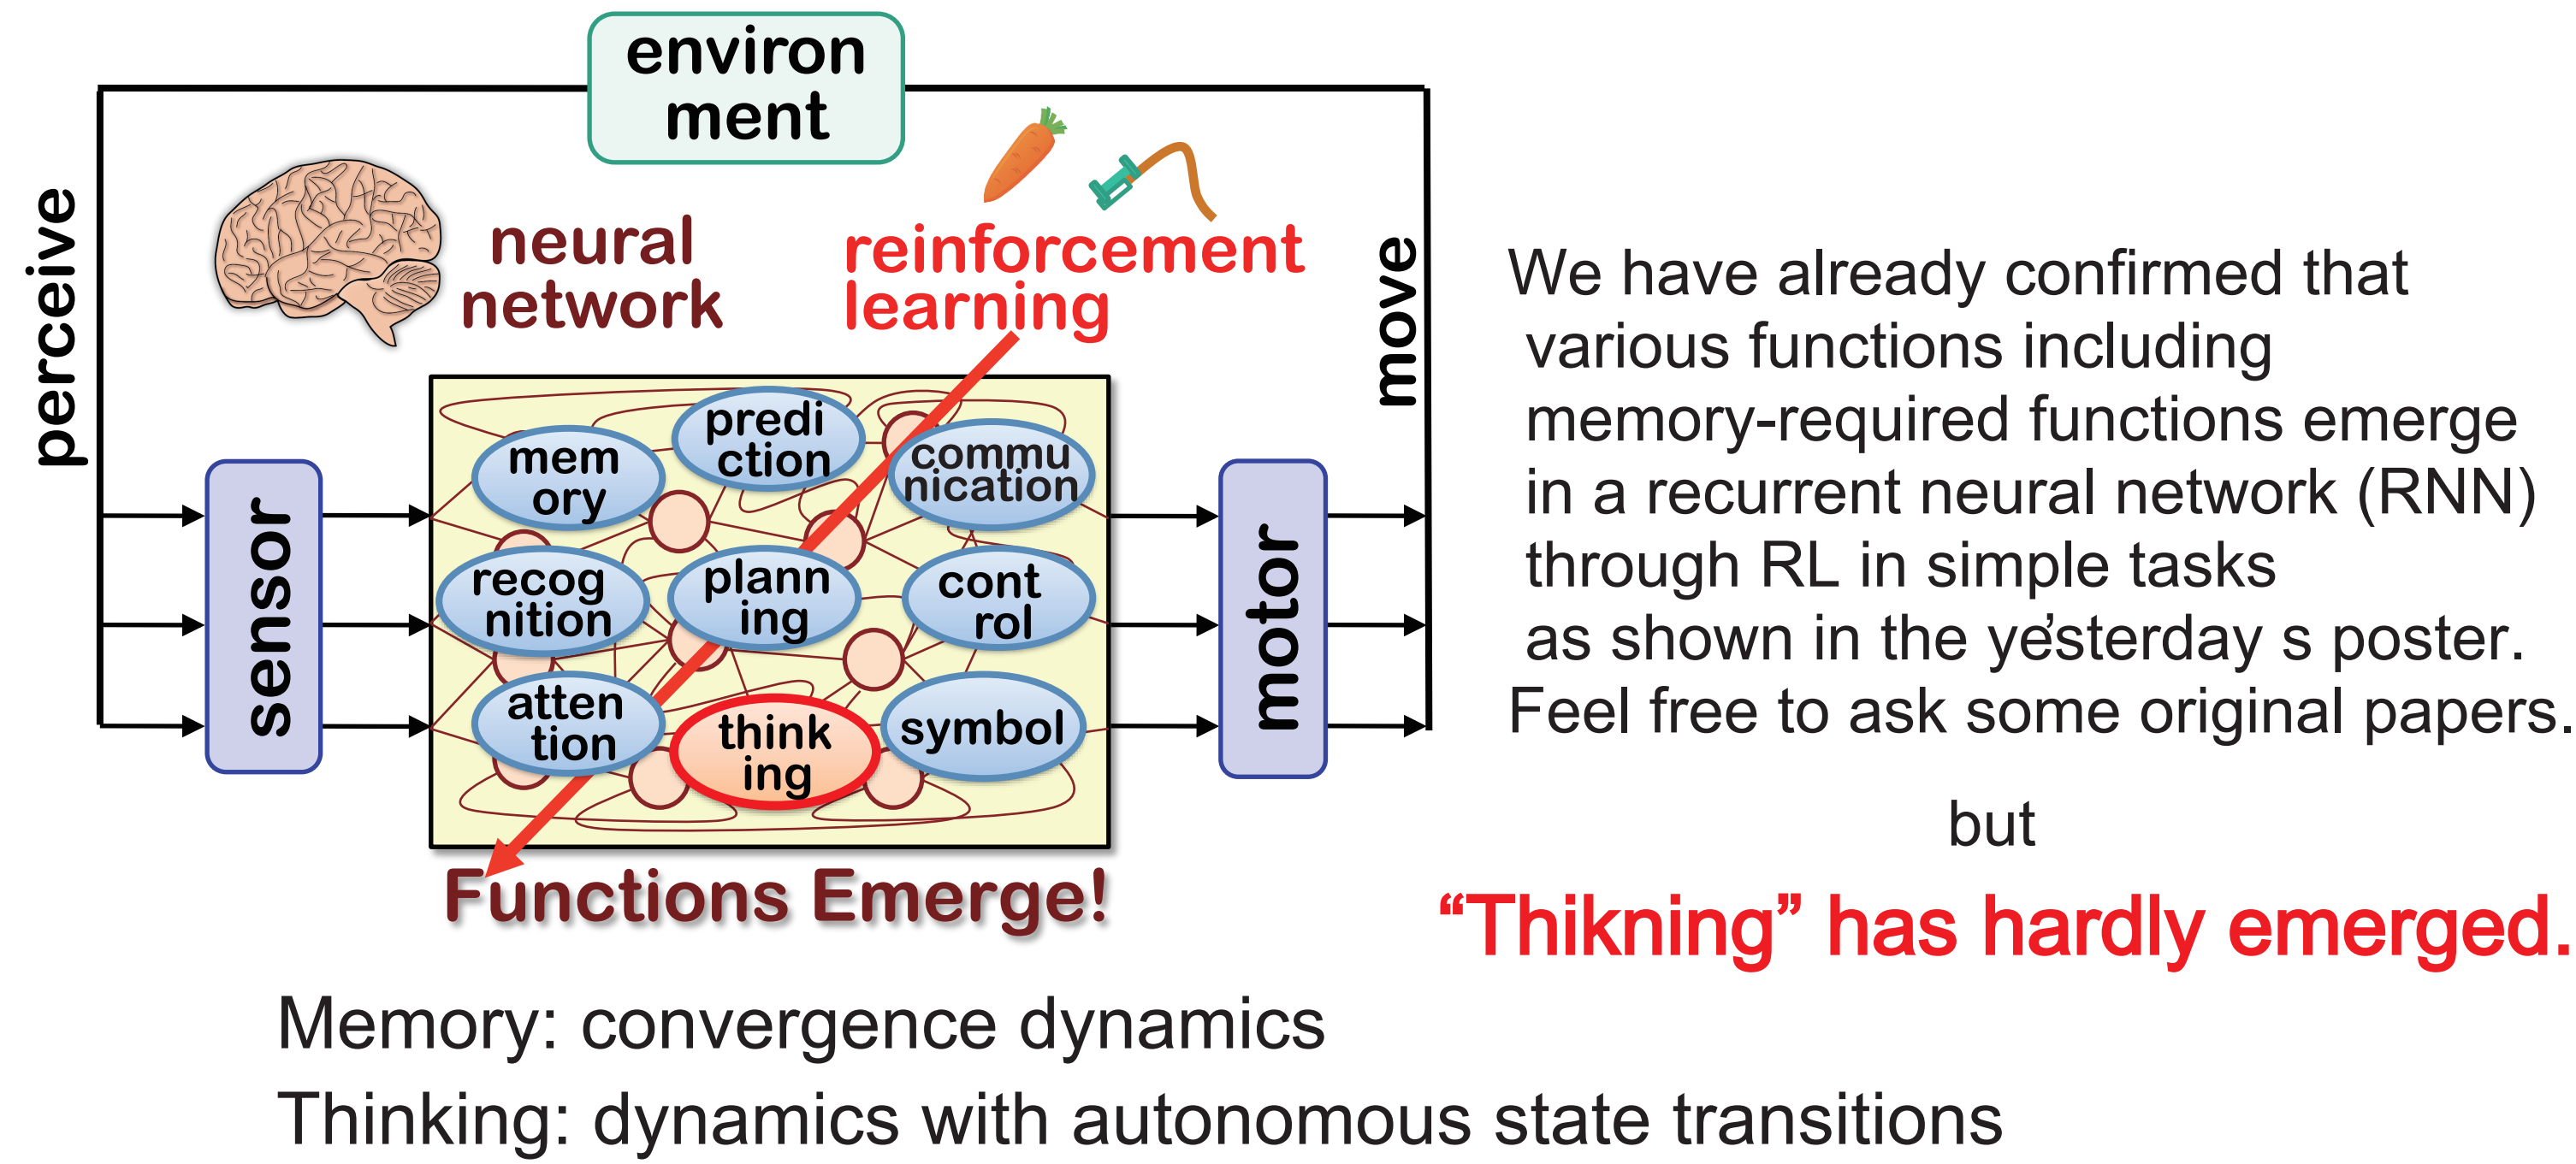 environ
ment
perceive
neural
network
reinforcement
learning
move
sensor
mem
ory
predi
ction
commu
nication
recog
nition
plann
ing
cont
rol
atten
tion
think
ing
symbol
motor
Functions Emerge!
We have already confirmed that
various functions including
memory-required functions emerge
in a recurrent neural network (RNN)
through RL in simple tasks
as shown in the ye’sterday s poster.
Feel free to ask some original papers.
but
“Thikning” has hardly emerged.
Memory: convergence dynamics
Thinking: dynamics with autonomous state transitions